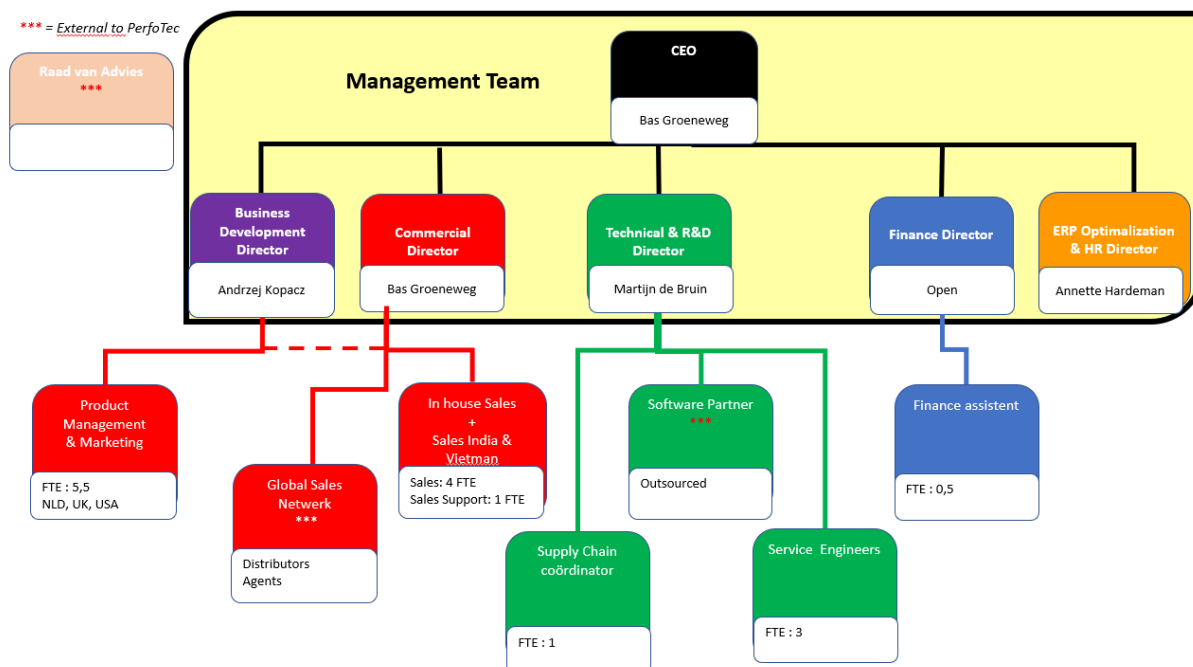 *** = External to PerfoTec
Raad van Advies
***
Management Team
CEO
Bas Groeneweg
Business
Development
Director
Andrzej Kopacz
Commercial
Director
Bas Groeneweg
Technical & R&D
Director
Martijn de Bruin
Finance Director
Open
ERP Optimalization
& HR Director
Annette Hardeman
Product
Management
& Marketing
FTE : 5,5
NLD, UK, USA
Global Sales
Netwerk
***
Distributors
Agents
In house Sales
+
Sales India &
Vietman
Sales: 4 FTE
Sales Support: 1 FTE
Supply Chain
coördinator
FTE : 1
Software Partner
***
Outsourced
Service Engineers
FTE : 3
Finance assistent
FTE : 0,5